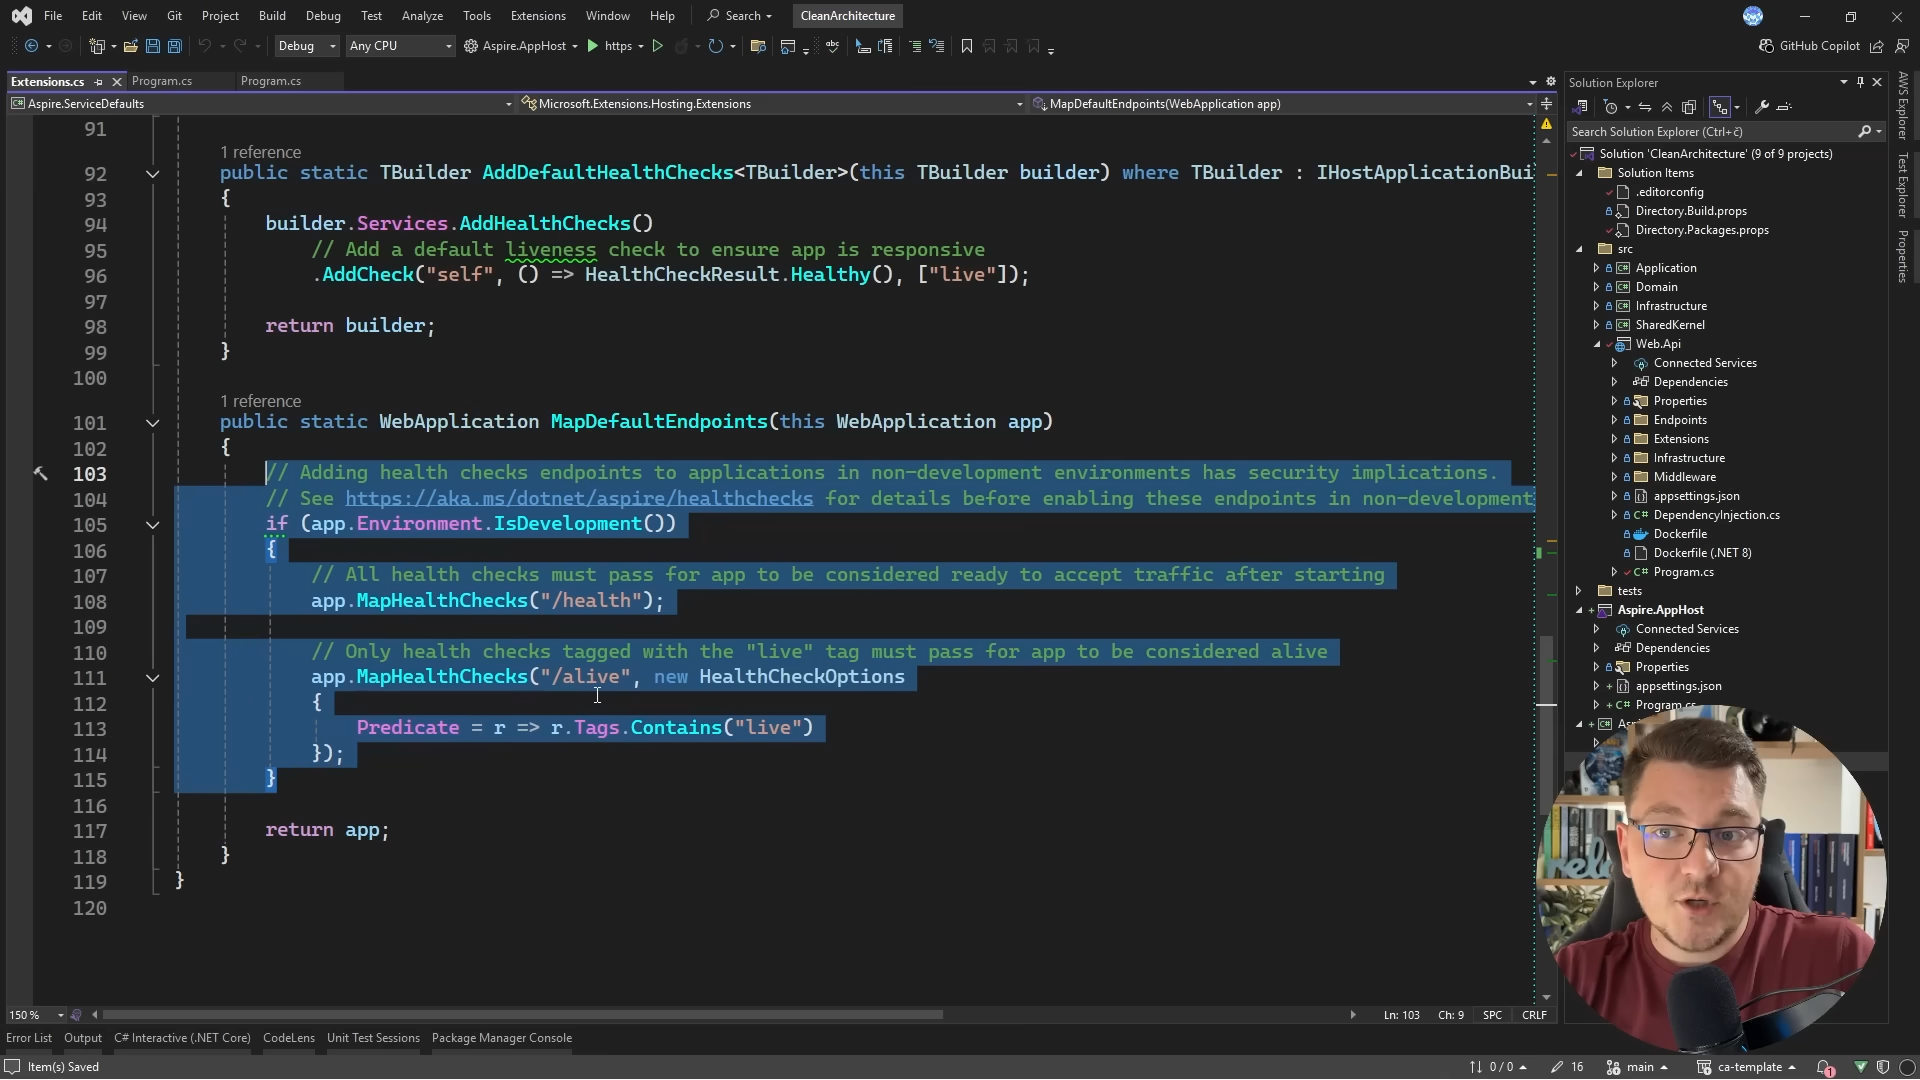 File Edit View Git Project Build Debug Test Analyze Tools Extensions Window Help Search CleanArchitecture
Debug Any CPU Aspire.AppHost https GitHub Copilot
Extensions.cs Program.cs Program.cs
Aspire.ServiceDefaults Microsoft.Extensions.Hosting.Extensions MapDefaultEndpoints(WebApplication app)
91
1 reference
92 public static TBuilder AddDefaultHealthChecks<TBuilder>(this TBuilder builder) where TBuilder : IHostApplicationBui
93 {
94 builder.Services.AddHealthChecks()
95 // Add a default liveness check to ensure app is responsive
96 .AddCheck("self", () => HealthCheckResult.Healthy(), ["live"]);
97
98 return builder;
99 }
100
1 reference
101 public static WebApplication MapDefaultEndpoints(this WebApplication app)
102 {
103 // Adding health checks endpoints to applications in non-development environments has security implications.
104 // See https://aka.ms/dotnet/aspire/healthchecks for details before enabling these endpoints in non-development
105 if (app.Environment.IsDevelopment())
106 {
107 // All health checks must pass for app to be considered ready to accept traffic after starting
108 app.MapHealthChecks("/health");
109
110 // Only health checks tagged with the "live" tag must pass for app to be considered alive
111 app.MapHealthChecks("/alive", new HealthCheckOptions
112 {
113 Predicate = r => r.Tags.Contains("live")
114 });
115 }
116
117 return app;
118 }
119 }
120
150 % Ln: 103 Ch: 9 SPC CRLF
Error List Output C# Interactive (.NET Core) CodeLens Unit Test Sessions Package Manager Console
Item(s) Saved 0 / 0 16 main ca-template 1
Solution Explorer
Search Solution Explorer (Ctrl+č)
Solution 'CleanArchitecture' (9 of 9 projects)
Solution Items
.editorconfig
Directory.Build.props
Directory.Packages.props
src
Application
Domain
Infrastructure
SharedKernel
Web.Api
Connected Services
Dependencies
Properties
Endpoints
Extensions
Infrastructure
Middleware
appsettings.json
DependencyInjection.cs
Dockerfile
Dockerfile (.NET 8)
Program.cs
tests
Aspire.AppHost
Connected Services
Dependencies
Properties
appsettings.json
Program.cs
AWS Explorer
Test Explorer
Properties